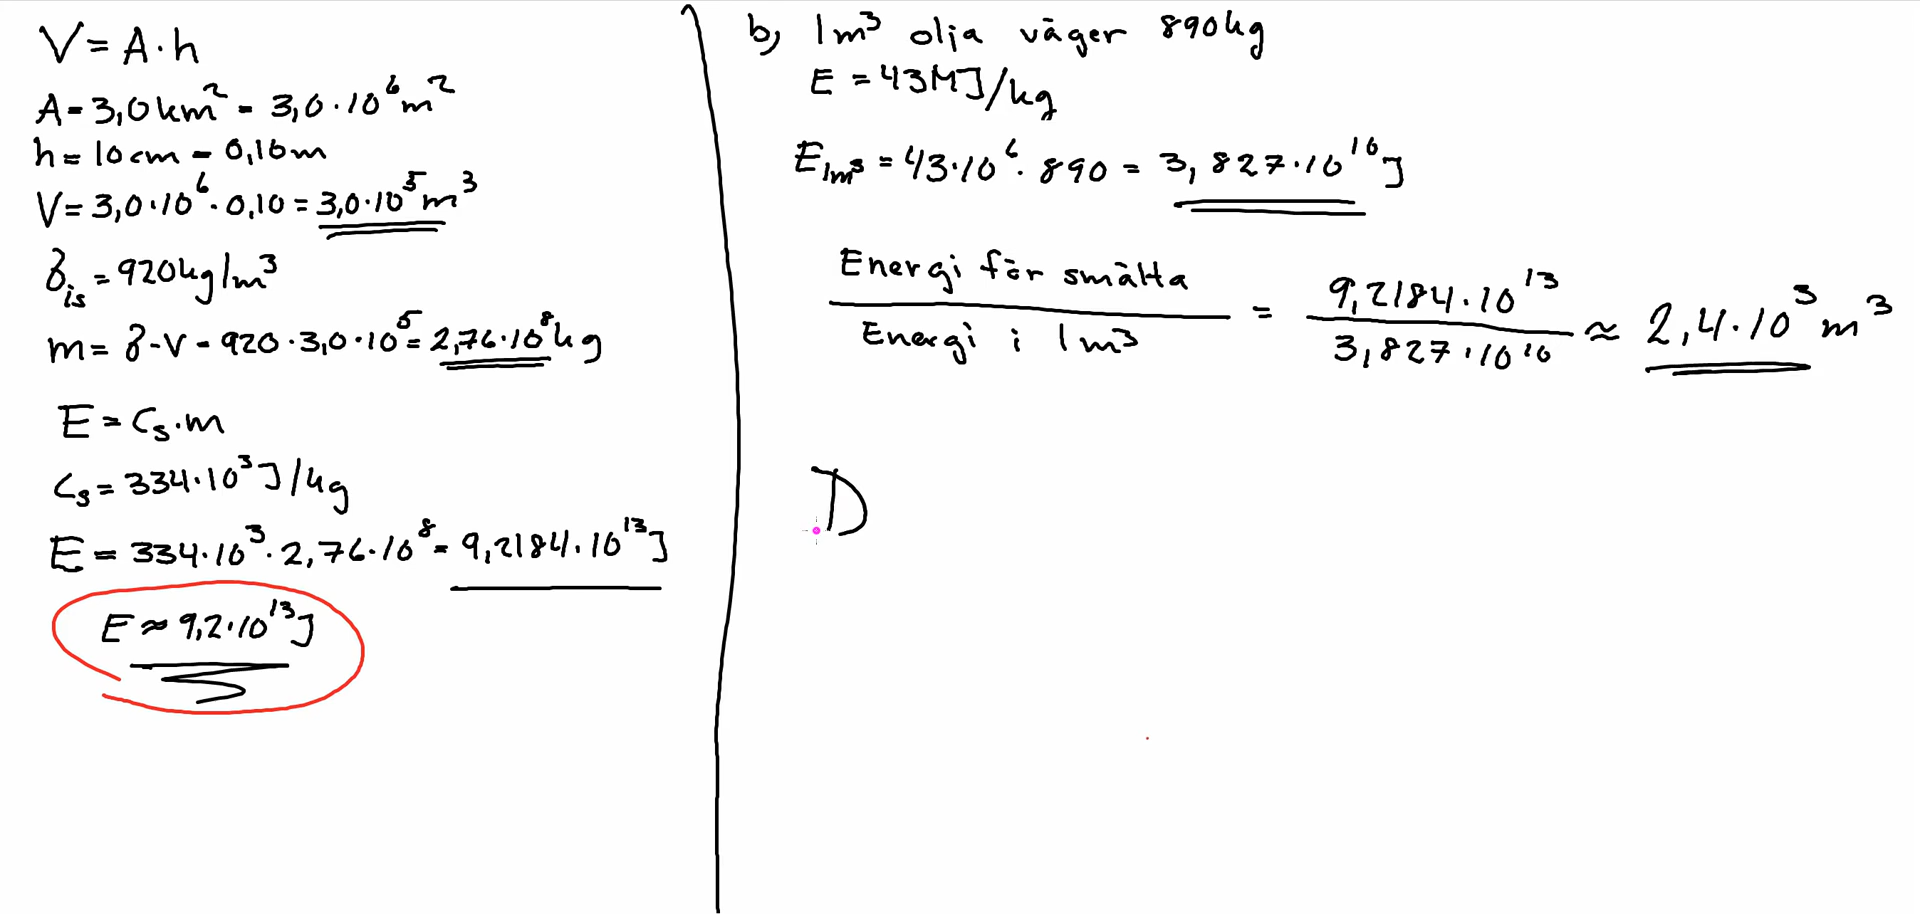 V = A · h
A = 3,0 km² = 3,0 · 10⁶ m²
h = 10 cm = 0,10 m
V = 3,0 · 10⁶ · 0,10 = 3,0 · 10⁵ m³
ρis = 920 kg/m³
m = ρ · V = 920 · 3,0 · 10⁵ = 2,76 · 10⁸ kg
E = Cs · m
Cs = 334 · 10³ J/kg
E = 334 · 10³ · 2,76 · 10⁸ = 9,2184 · 10¹³ J
E ≈ 9,2 · 10¹³ J
b) 1 m³ olja väger 890 kg
E = 43 MJ/kg
E1m³ = 43 · 10⁶ · 890 = 3,827 · 10¹⁰ J
Energi för smälta / Energi i 1 m³ = 9,2184 · 10¹³ / 3,827 · 10¹⁰ ≈ 2,4 · 10³ m³
D